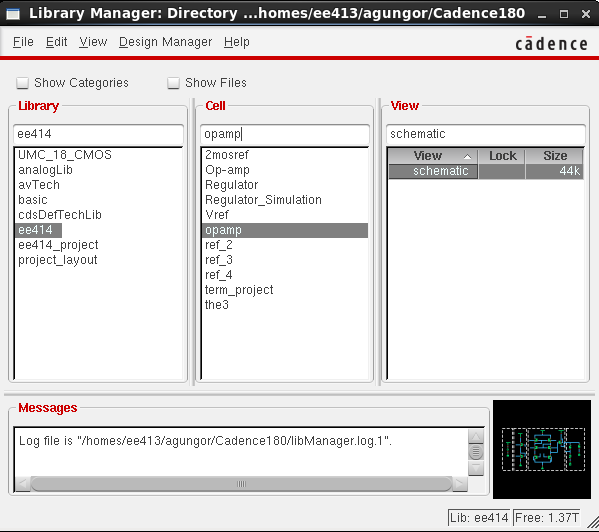 Library Manager: Directory ...homes/ee413/agungor/Cadence180
File Edit View Design Manager Help
cādence
Show Categories Show Files
Library
ee414
UMC_18_CMOS
analogLib
avTech
basic
cdsDefTechLib
ee414
ee414_project
project_layout
Cell
opamp
2mosref
Op-amp
Regulator
Regulator_Simulation
Vref
opamp
ref_2
ref_3
ref_4
term_project
the3
View
schematic
View Lock Size
schematic 44k
Messages
Log file is "/homes/ee413/agungor/Cadence180/libManager.log.1".
Lib: ee414 Free: 1.37T